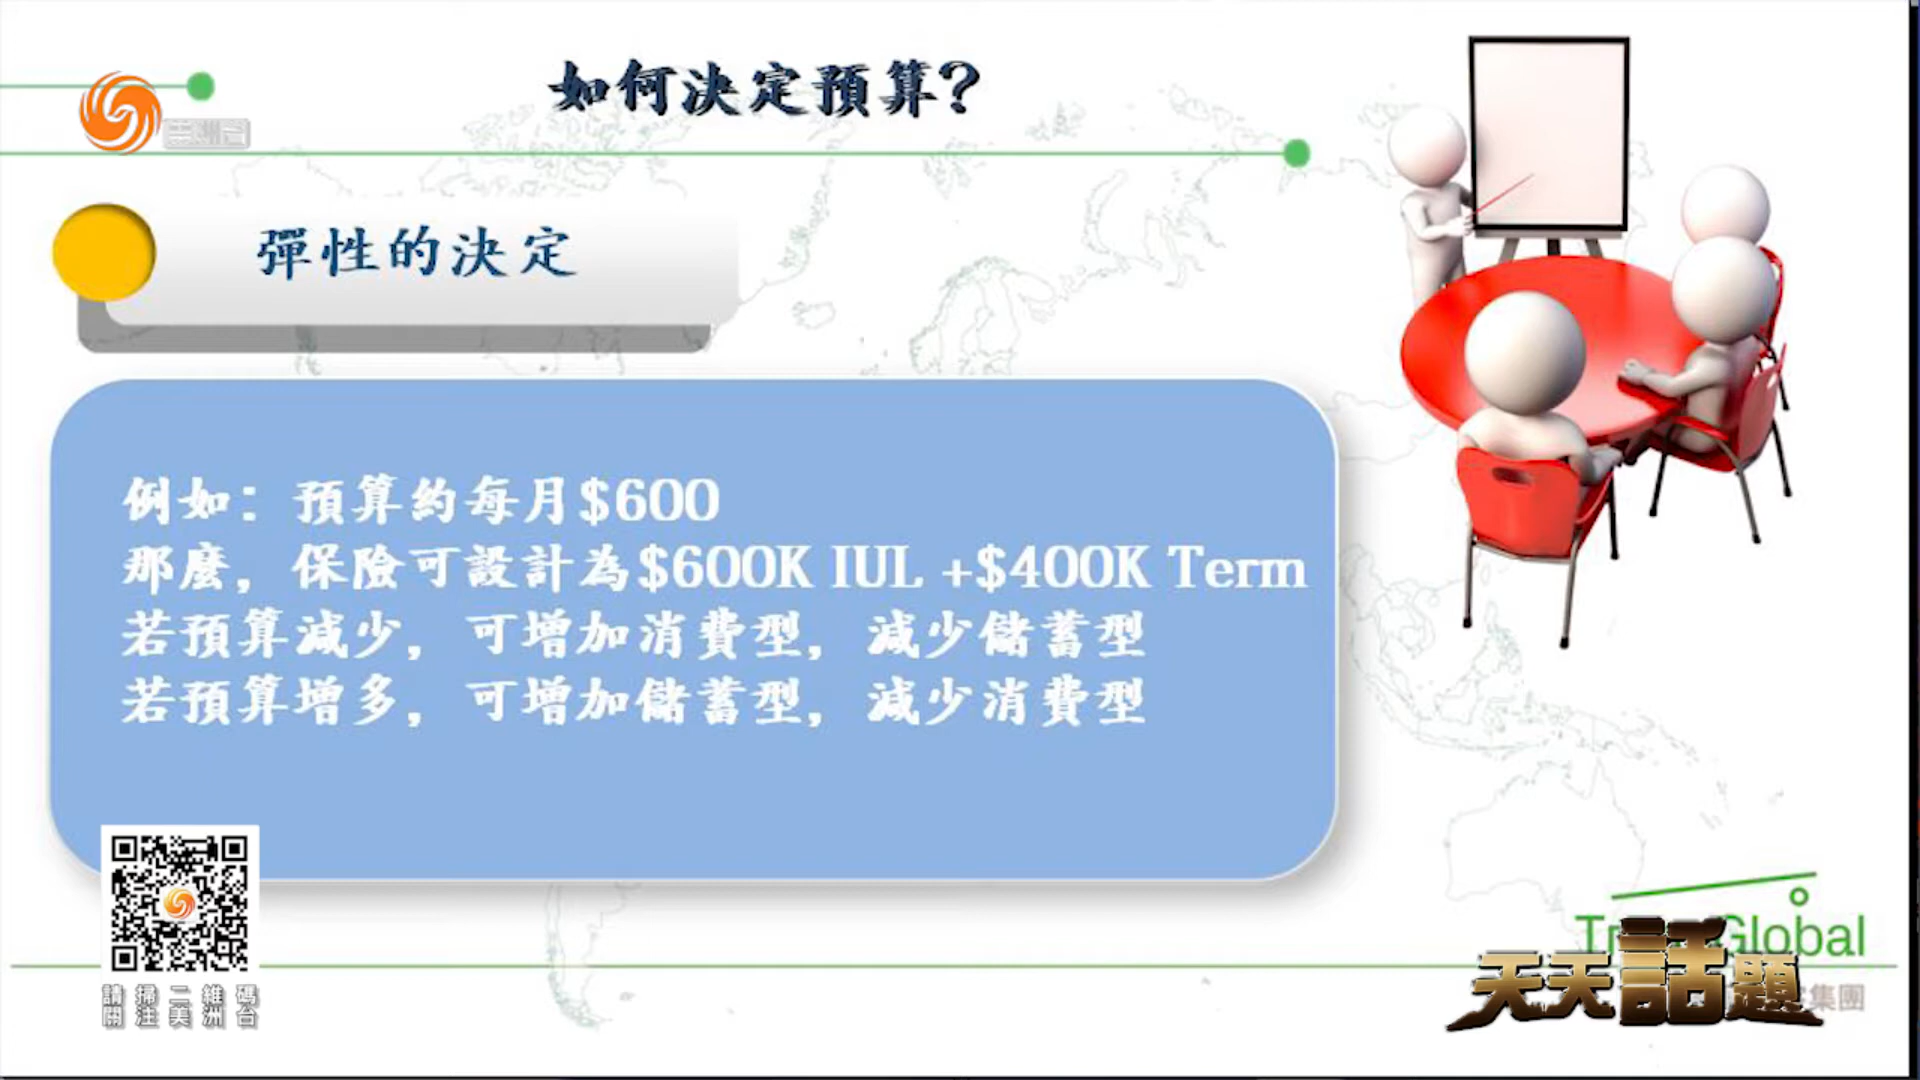 如何決定預算?
美洲台
彈性的決定
例如：預算約每月$600
那麼，保險可設計為$600K IUL +$400K Term
若預算減少，可增加消費型，減少儲蓄型
若預算增多，可增加儲蓄型，減少消費型
請掃二維碼
關注美洲台
Global
天天話題
集團